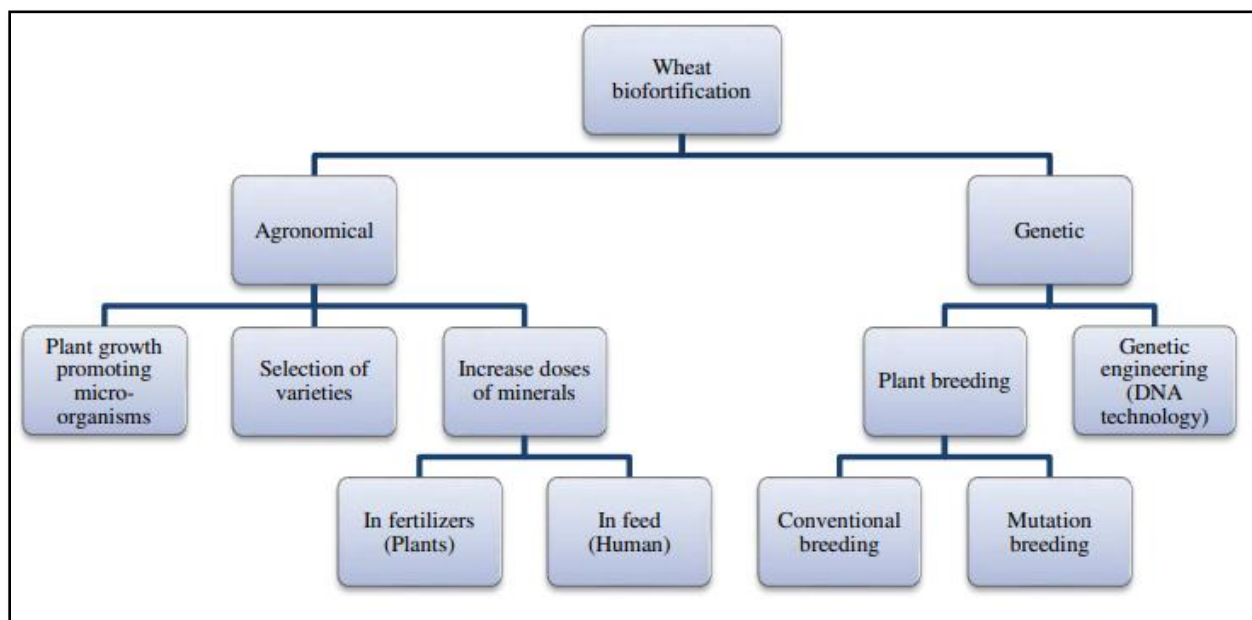 Wheat
biofortification
Agronomical
Genetic
Plant growth
promoting
micro-
organisms
Selection of
varieties
Increase doses
of minerals
Plant breeding
Genetic
engineering
(DNA
technology)
In fertilizers
(Plants)
In feed
(Human)
Conventional
breeding
Mutation
breeding